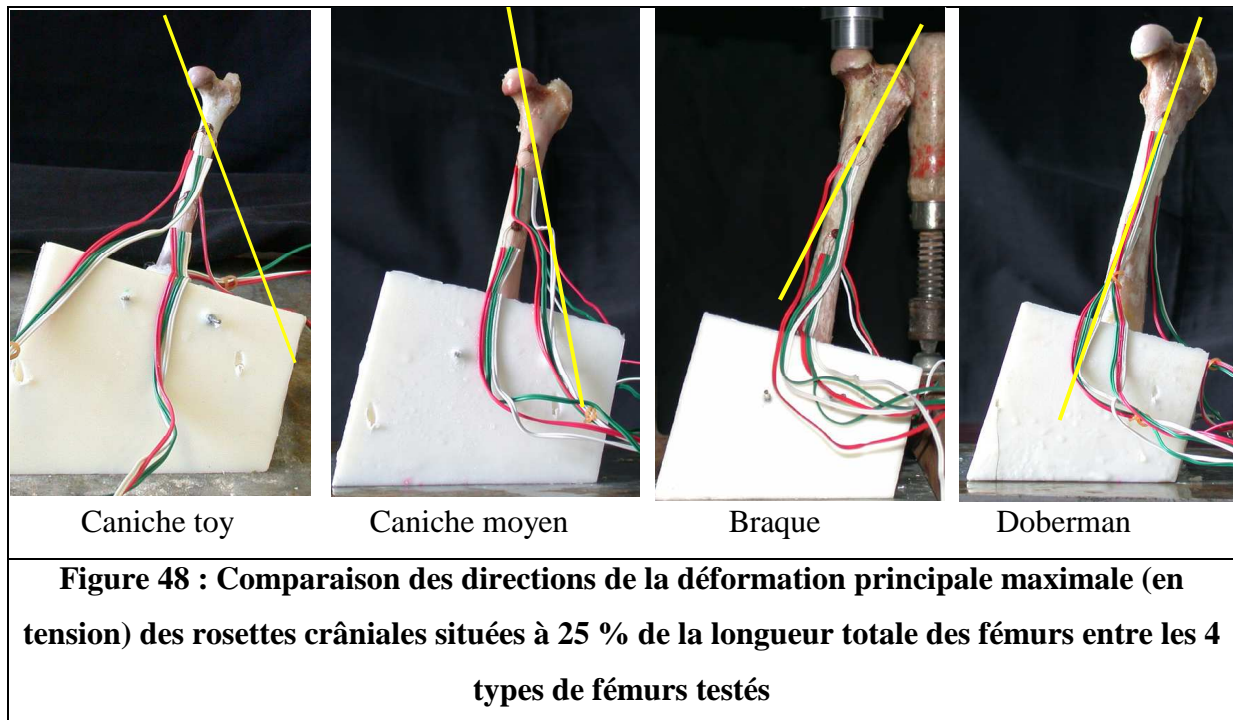 Caniche toy Caniche moyen Braque Doberman
Figure 48 : Comparaison des directions de la déformation principale maximale (en
tension) des rosettes crâniales situées à 25 % de la longueur totale des fémurs entre les 4
types de fémurs testés